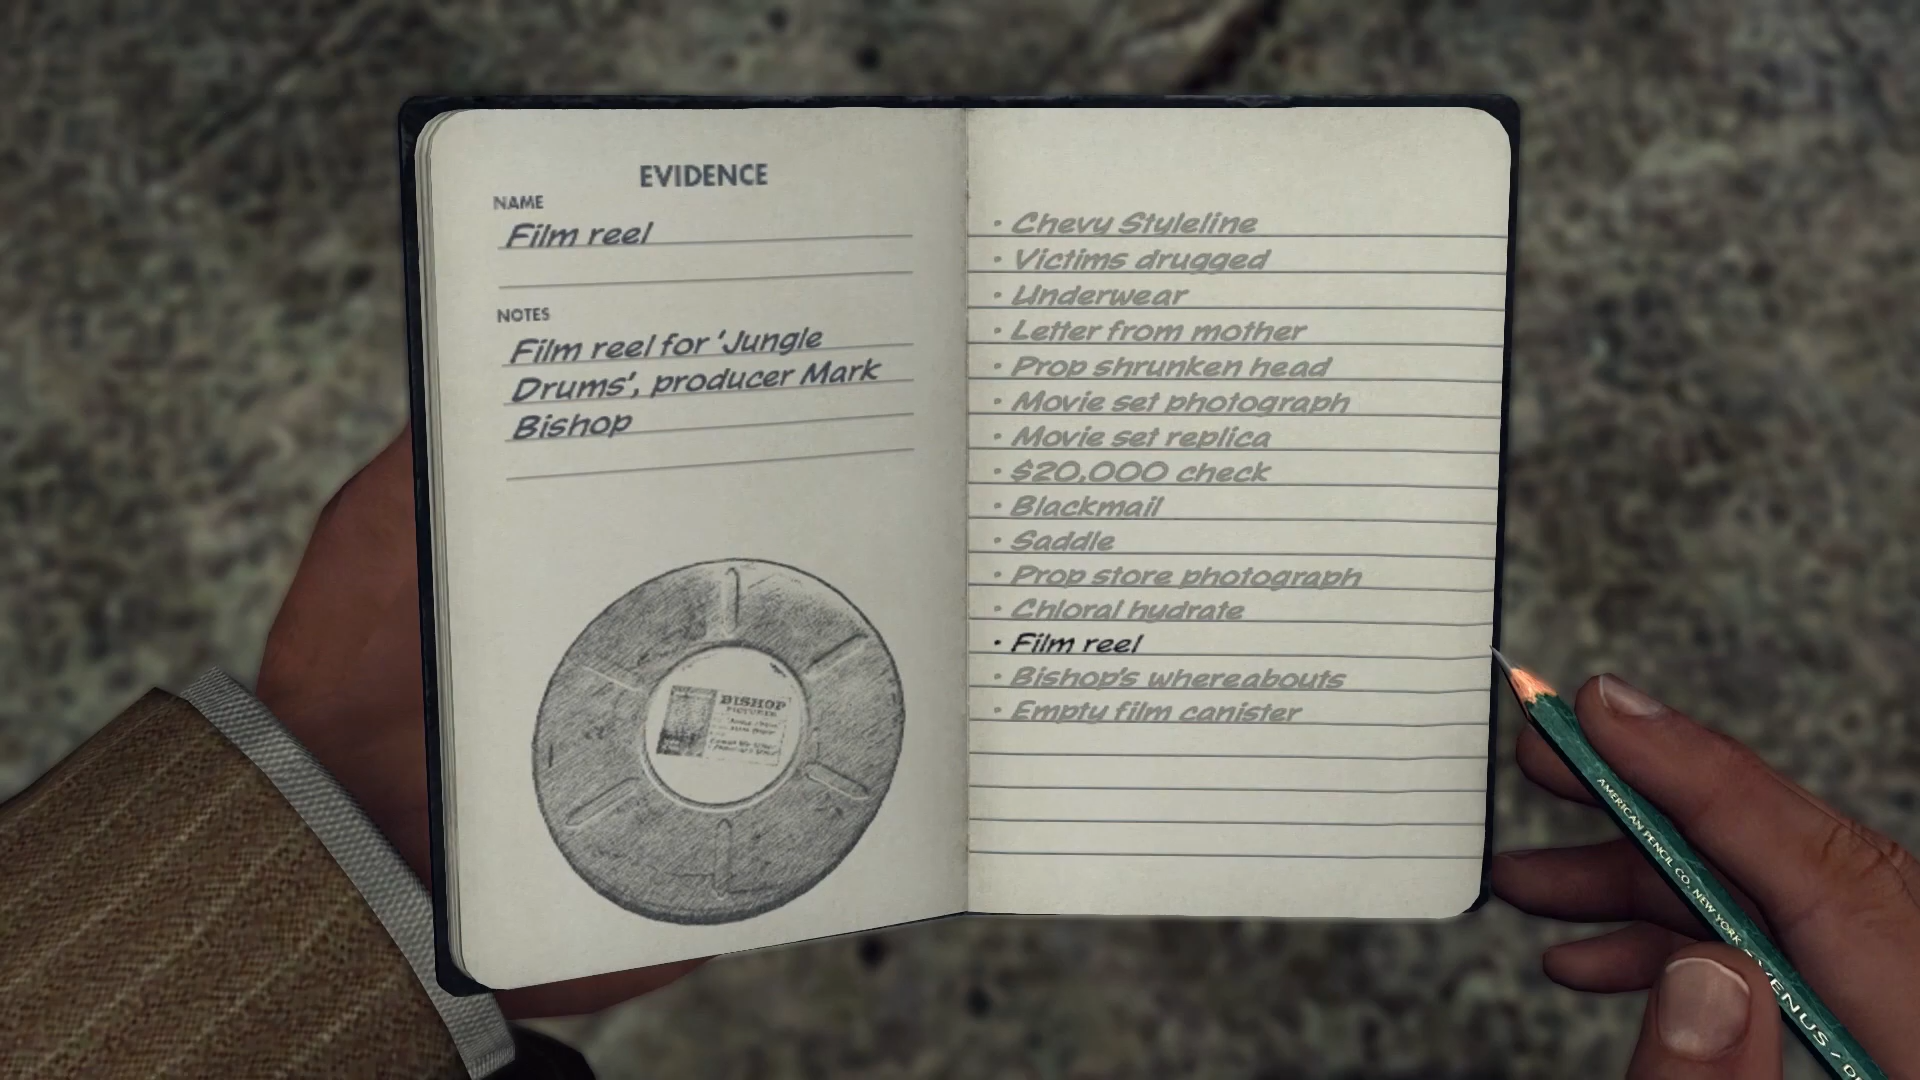 EVIDENCE
NAME
Film reel
NOTES
Film reel for 'Jungle
Drums', producer Mark
Bishop
BISHOP
PICTURES
• Chevy Styleline
• Victims drugged
• Underwear
• Letter from mother
• Prop shrunken head
• Movie set photograph
• Movie set replica
• $20,000 check
• Blackmail
• Saddle
• Prop store photograph
• Chloral hydrate
• Film reel
• Bishop's whereabouts
• Empty film canister
AMERICAN PENCIL CO. NEW YORK VENUS